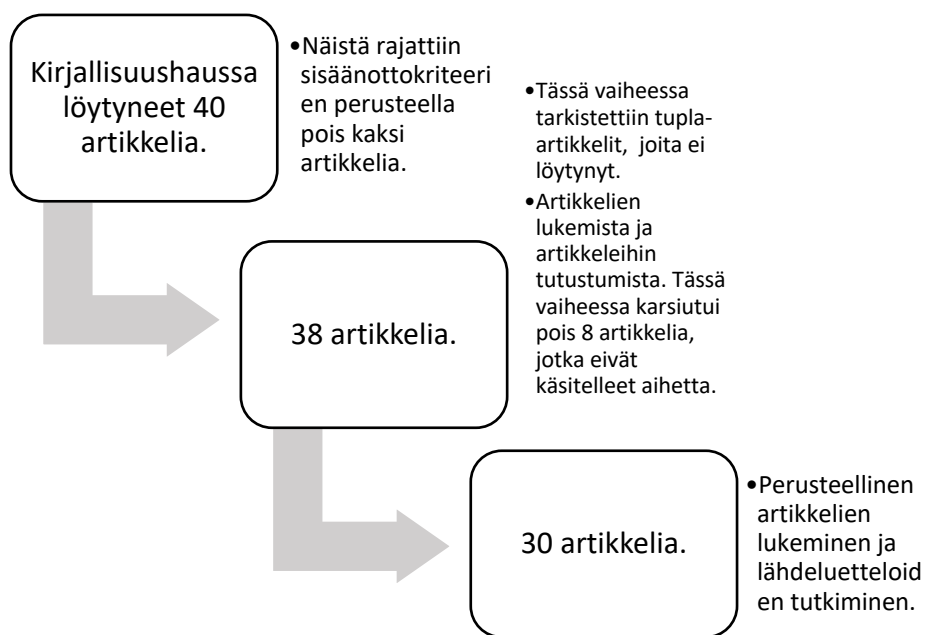 Kirjallisuushaussa
löytyneet 40
artikkelia.
•Näistä rajattiin
sisäänottokriteeri
en perusteella
pois kaksi
artikkelia.
38 artikkelia.
•Tässä vaiheessa
tarkistettiin tupla-
artikkelit, joita ei
löytynyt.
•Artikkelien
lukemista ja
artikkeleihin
tutustumista. Tässä
vaiheessa karsiutui
pois 8 artikkelia,
jotka eivät
käsitelleet aihetta.
30 artikkelia.
•Perusteellinen
artikkelien
lukeminen ja
lähdeluetteloid
en tutkiminen.